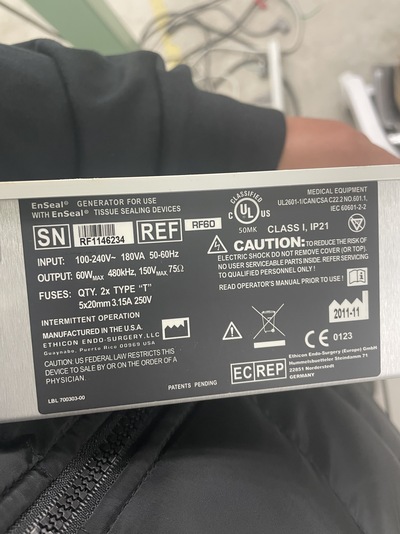 EnSeal® GENERATOR FOR USE
WITH EnSeal® TISSUE SEALING DEVICES
SN RF1146234 REF RF60
INPUT: 100-240V~ 180VA 50-60Hz
OUTPUT: 60WMAX 480kHz, 150VMAX 75Ω
FUSES: QTY. 2x TYPE "T"
5x20mm 3.15A 250V
INTERMITTENT OPERATION
MANUFACTURED IN THE U.S.A.
ETHICON ENDO-SURGERY LLC
Guaynabo, Puerto Rico 00969 USA
CAUTION: US FEDERAL LAW RESTRICTS THIS
DEVICE TO SALE BY OR ON THE ORDER OF A
PHYSICIAN.
PATENTS PENDING
LBL 700303-00
CLASSIFIED
C UL US
50MK
MEDICAL EQUIPMENT
UL2601-1/CAN/CSA C22.2 NO.601.1,
IEC 60601-2-2
CLASS I, IP21
CAUTION: TO REDUCE THE RISK OF
ELECTRIC SHOCK DO NOT REMOVE COVER (OR TOP).
NO USER SERVICEABLE PARTS INSIDE. REFER SERVICING
TO QUALIFIED PERSONNEL ONLY!
READ OPERATOR'S MANUAL PRIOR TO USE !
2011-11
CE 0123
EC REP
Ethicon Endo-Surgery (Europe) GmbH
Hummelsbuetteler Steindamm 71
22851 Norderstedt
GERMANY